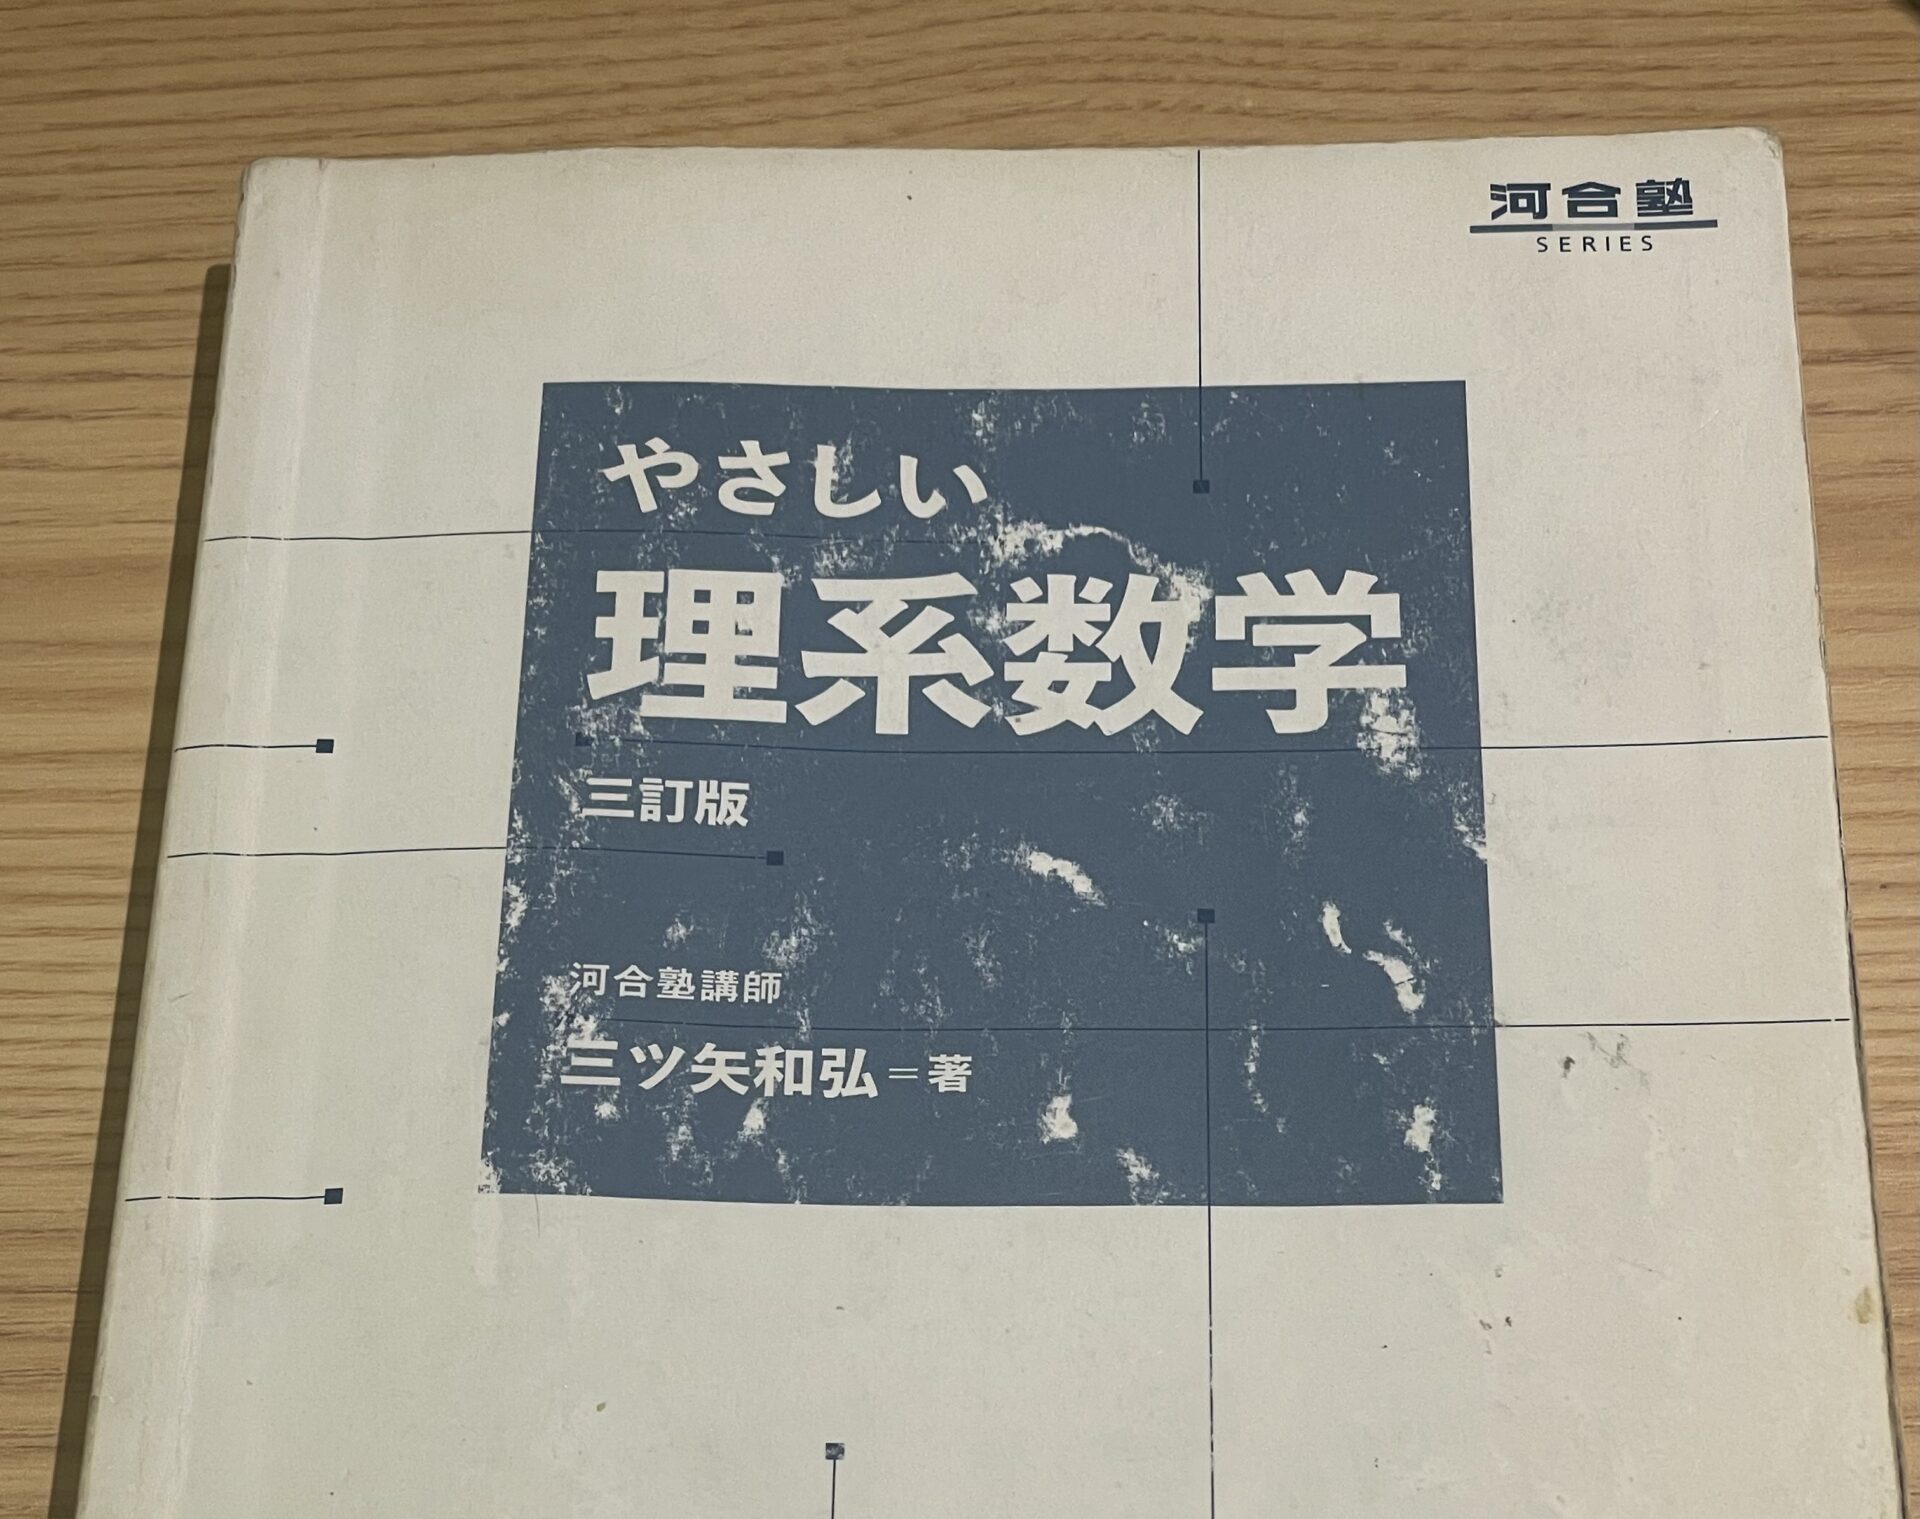 河合塾
SERIES
やさしい
理系数学
三訂版
河合塾講師
三ツ矢和弘＝著